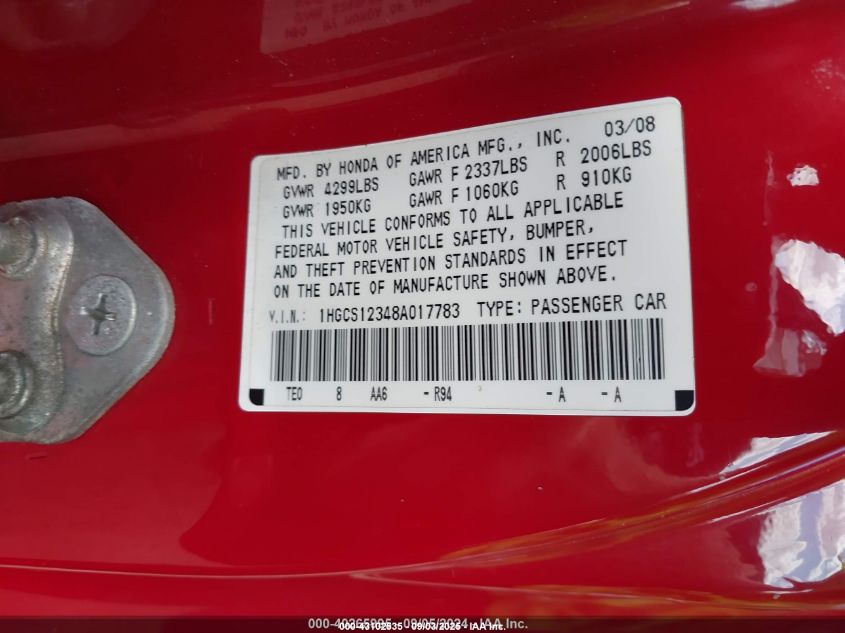 MFD. BY HONDA OF AMERICA MFG., INC. 03/08
GVWR 4299LBS GAWR F 2337LBS R 2006LBS
GVWR 1950KG GAWR F 1060KG R 910KG
THIS VEHICLE CONFORMS TO ALL APPLICABLE
FEDERAL MOTOR VEHICLE SAFETY, BUMPER,
AND THEFT PREVENTION STANDARDS IN EFFECT
ON THE DATE OF MANUFACTURE SHOWN ABOVE.
V.I.N.: 1HGCS12348A017783 TYPE: PASSENGER CAR
TE0 8 AA6 -R94 -A -A